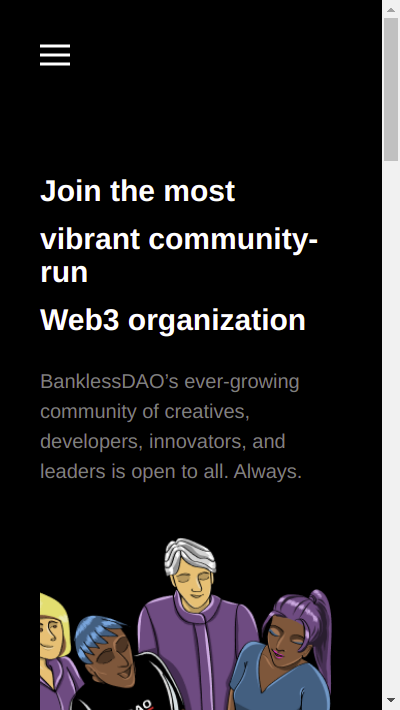 Join the most
vibrant community-
run
Web3 organization
BanklessDAO’s ever-growing
community of creatives,
developers, innovators, and
leaders is open to all. Always.